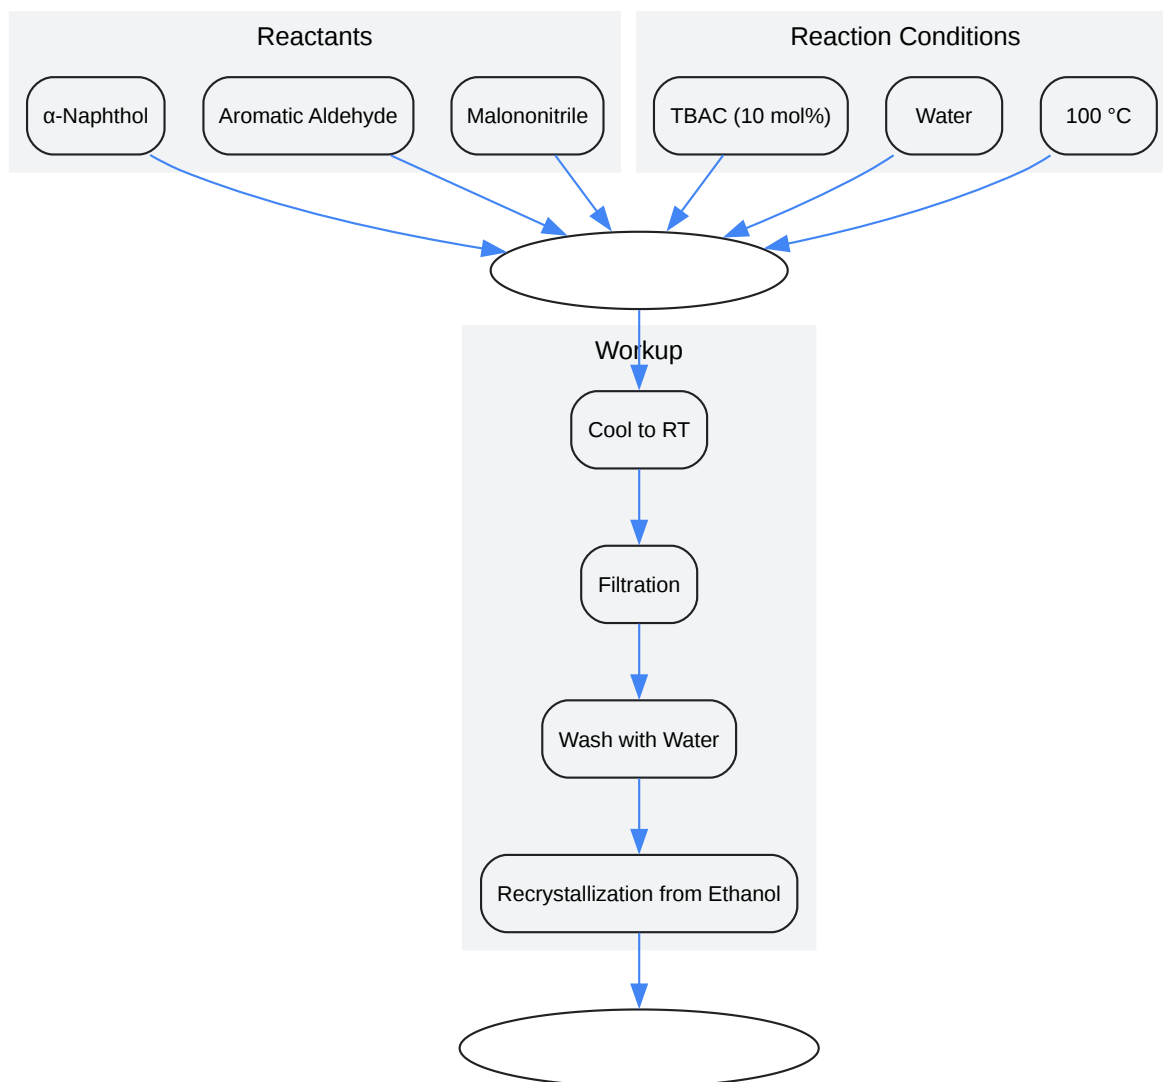 Reactants
Reaction Conditions
α-Naphthol
Aromatic Aldehyde
Malononitrile
TBAC (10 mol%)
Water
100 °C
Workup
Cool to RT
Filtration
Wash with Water
Recrystallization from Ethanol